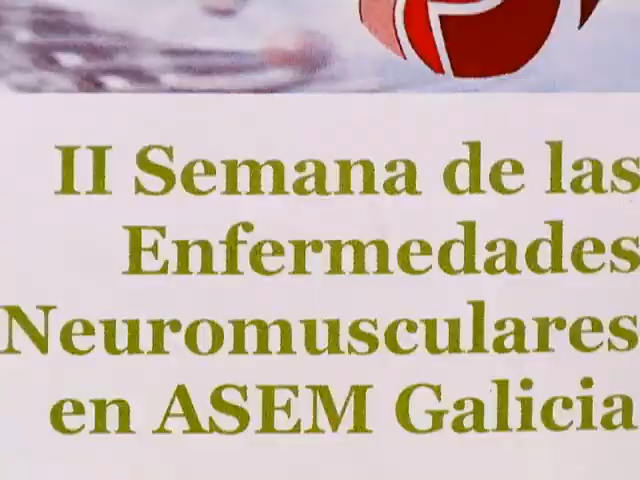 II Semana de las
Enfermedades
Neuromusculares
en ASEM Galicia